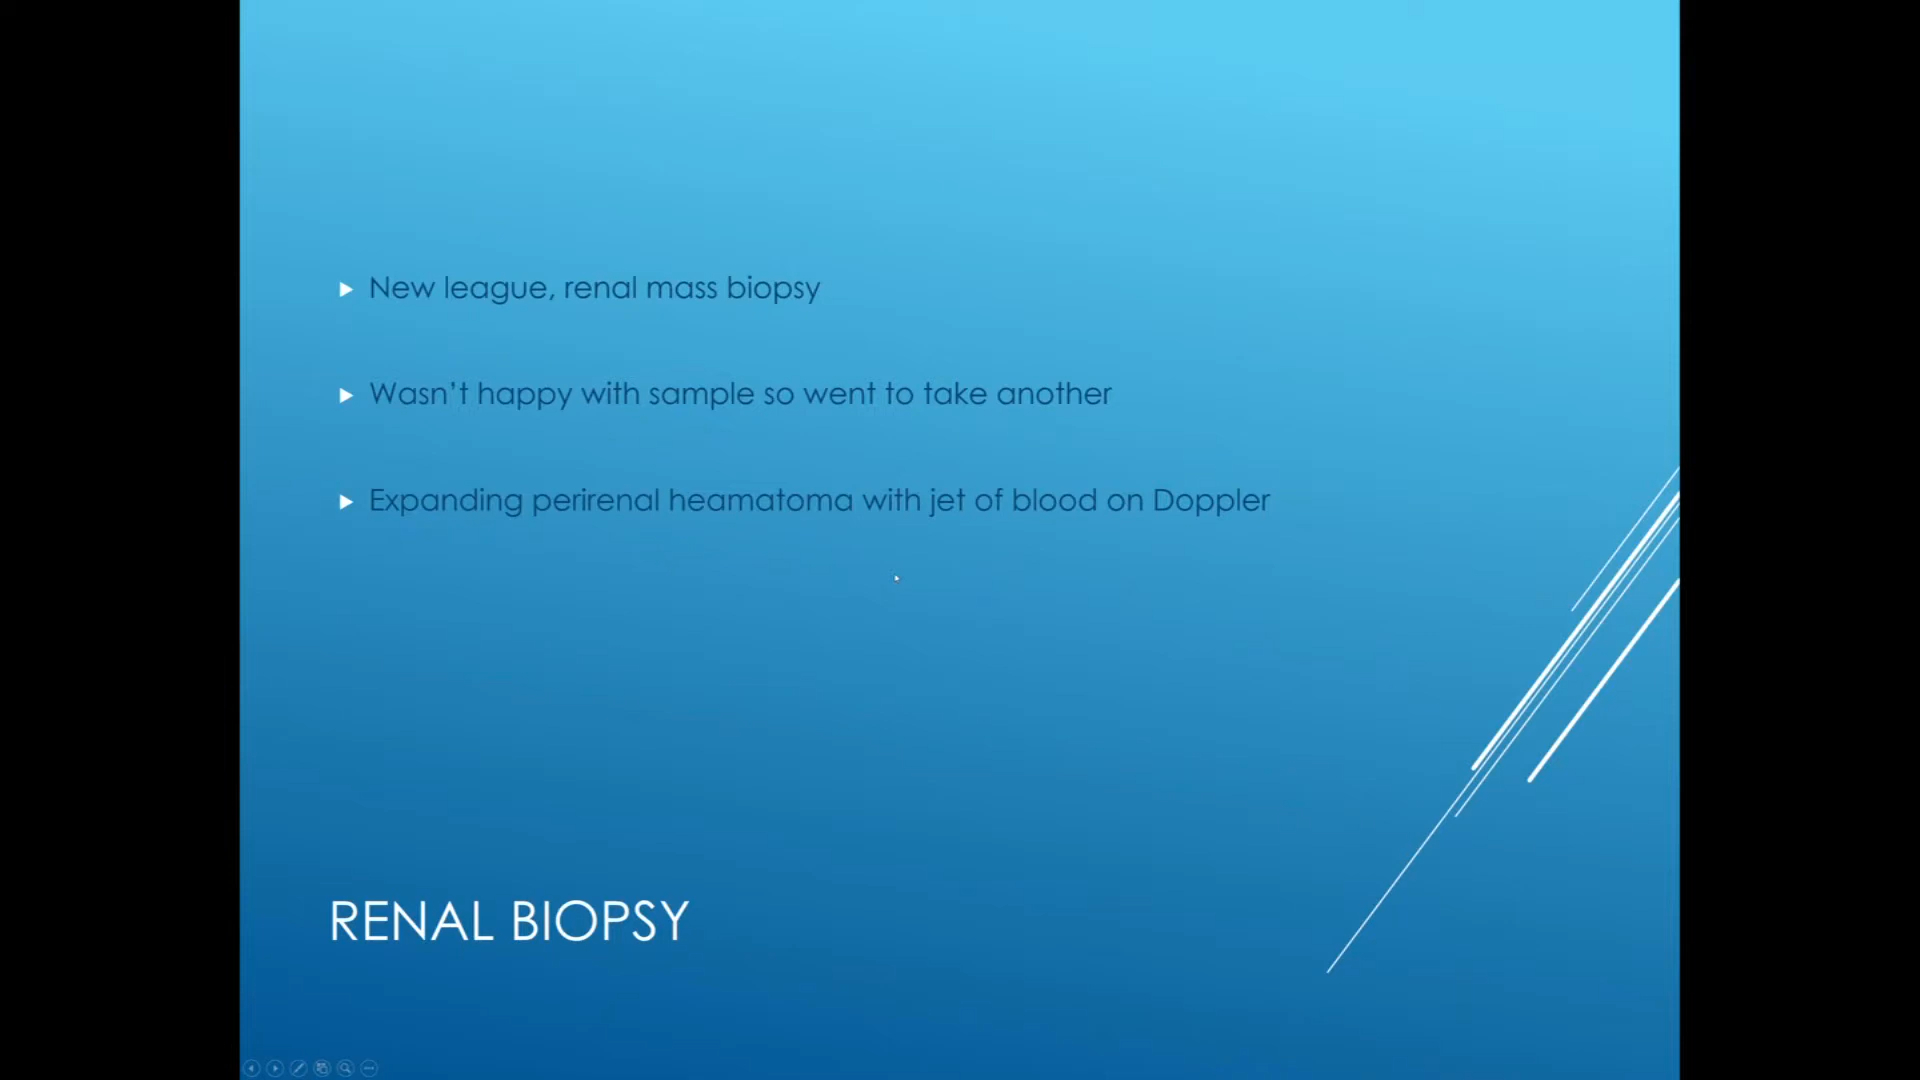 New league, renal mass biopsy
Wasn’t happy with sample so went to take another
Expanding perirenal heamatoma with jet of blood on Doppler
RENAL BIOPSY